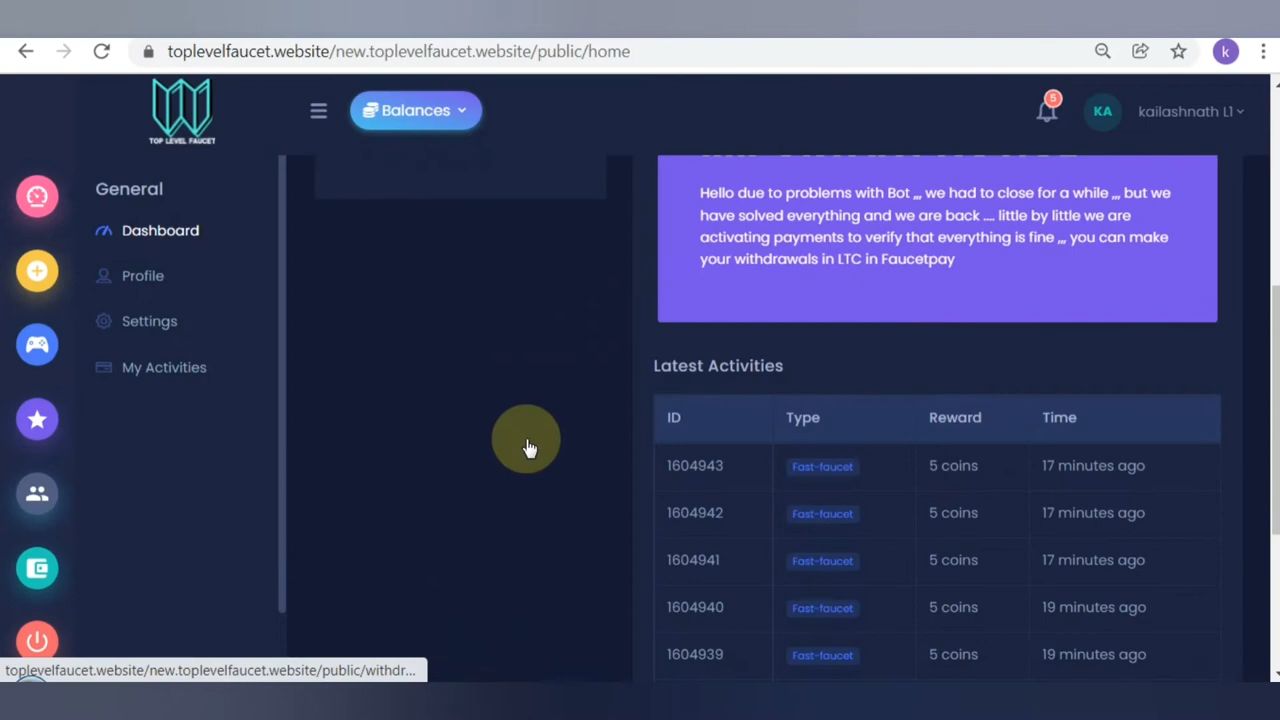 toplevelfaucet.website/new.toplevelfaucet.website/public/home
k
TOP LEVEL FAUCET
Balances
5
KA
kailashnath L1
General
Dashboard
Profile
Settings
My Activities
Hello due to problems with Bot ,,, we had to close for a while ,,, but we
have solved everything and we are back .... little by little we are
activating payments to verify that everything is fine ,,, you can make
your withdrawals in LTC in Faucetpay
Latest Activities
ID Type Reward Time
1604943 Fast-faucet 5 coins 17 minutes ago
1604942 Fast-faucet 5 coins 17 minutes ago
1604941 Fast-faucet 5 coins 17 minutes ago
1604940 Fast-faucet 5 coins 19 minutes ago
1604939 Fast-faucet 5 coins 19 minutes ago
toplevelfaucet.website/new.toplevelfaucet.website/public/withdr...